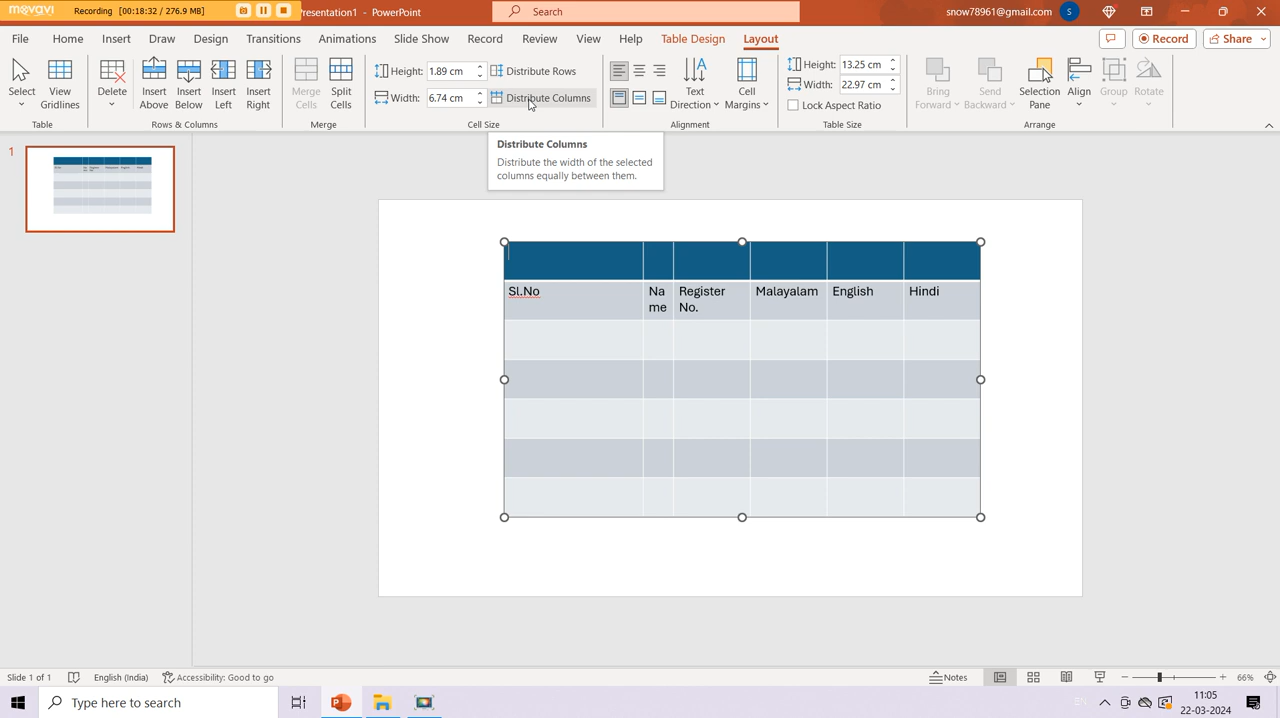 movavi Recording [00:18:32 / 276.9 MB]
Presentation1 - PowerPoint
Search
snow78961@gmail.com S
File Home Insert Draw Design Transitions Animations Slide Show Record Review View Help Table Design Layout
Record Share
Select View Gridlines
Delete Insert Above Insert Below Insert Left Insert Right
Merge Cells Split Cells
Height: 1.89 cm Distribute Rows
Width: 6.74 cm Distribute Columns
Text Direction Cell Margins
Height: 13.25 cm
Width: 22.97 cm
Lock Aspect Ratio
Bring Forward Send Backward Selection Pane Align Group Rotate
Table Rows & Columns Merge Cell Size Alignment Table Size Arrange
Distribute Columns
Distribute the width of the selected
columns equally between them.
1
Sl.No Na Register Malayalam English Hindi
me No.
Slide 1 of 1 English (India) Accessibility: Good to go Notes 66%
Type here to search
11:05
22-03-2024